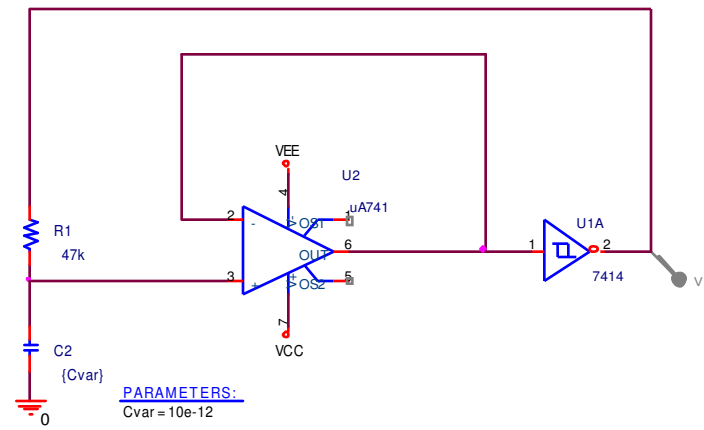 VEE
U2
4
uA741
U1A
2
-
V-
OS1
1
R1
47k
OUT
6
1
2
7414
V
3
+
V+
OS2
5
7
VCC
C2
{Cvar}
PARAMETERS:
Cvar = 10e-12
0